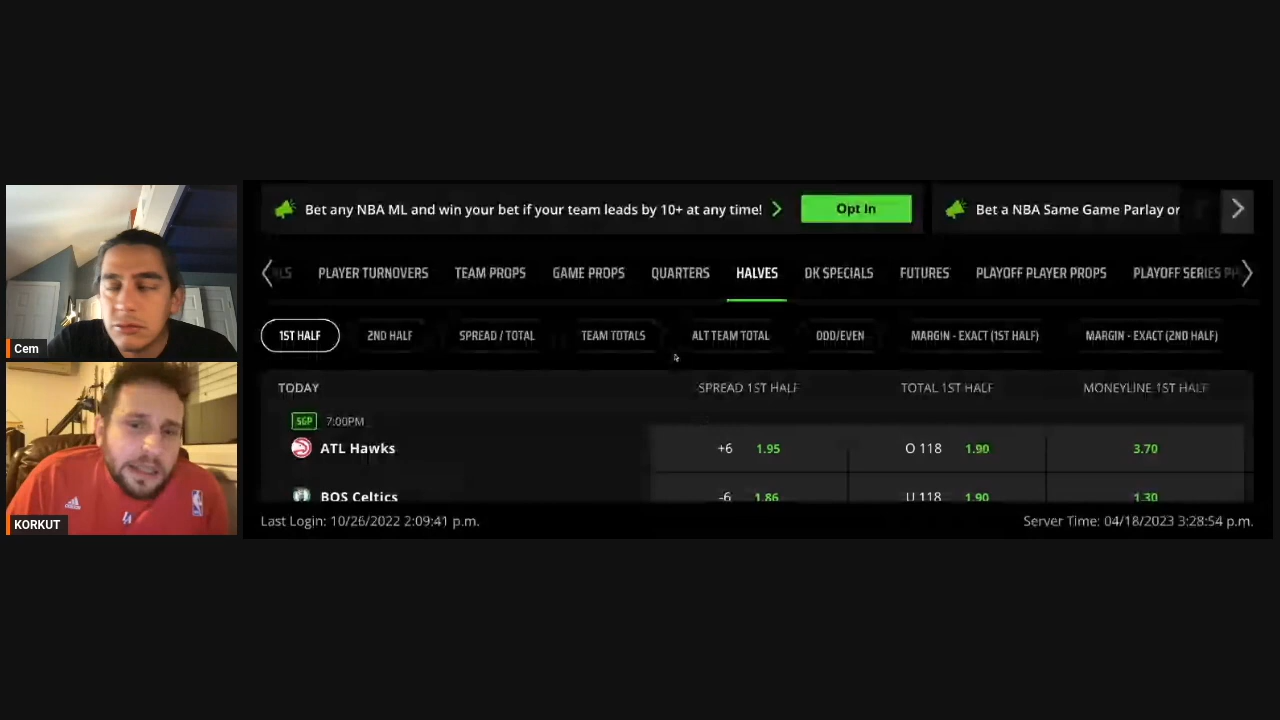 Bet any NBA ML and win your bet if your team leads by 10+ at any time!
Opt In
Bet a NBA Same Game Parlay or
PLAYER TURNOVERS
TEAM PROPS
GAME PROPS
QUARTERS
HALVES
DK SPECIALS
FUTURES
PLAYOFF PLAYER PROPS
PLAYOFF SERIES
1ST HALF
2ND HALF
SPREAD / TOTAL
TEAM TOTALS
ALT TEAM TOTAL
ODD/EVEN
MARGIN - EXACT (1ST HALF)
MARGIN - EXACT (2ND HALF)
TODAY
SPREAD 1ST HALF
TOTAL 1ST HALF
MONEYLINE 1ST HALF
SGP 7:00PM
ATL Hawks +6 1.95 O 118 1.90 3.70
BOS Celtics -6 1.86 U 118 1.90 1.30
Last Login: 10/26/2022 2:09:41 p.m.
Server Time: 04/18/2023 3:28:54 p.m.
Cem
KORKUT